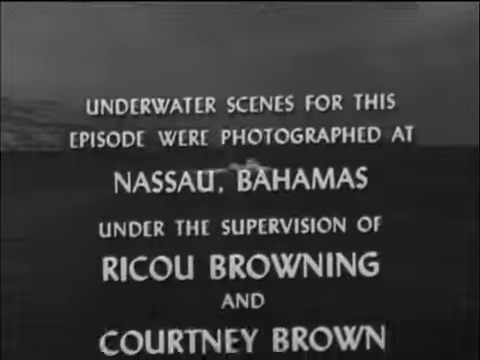 UNDERWATER SCENES FOR THIS
EPISODE WERE PHOTOGRAPHED AT
NASSAU, BAHAMAS
UNDER THE SUPERVISION OF
RICOU BROWNING
AND
COURTNEY BROWN